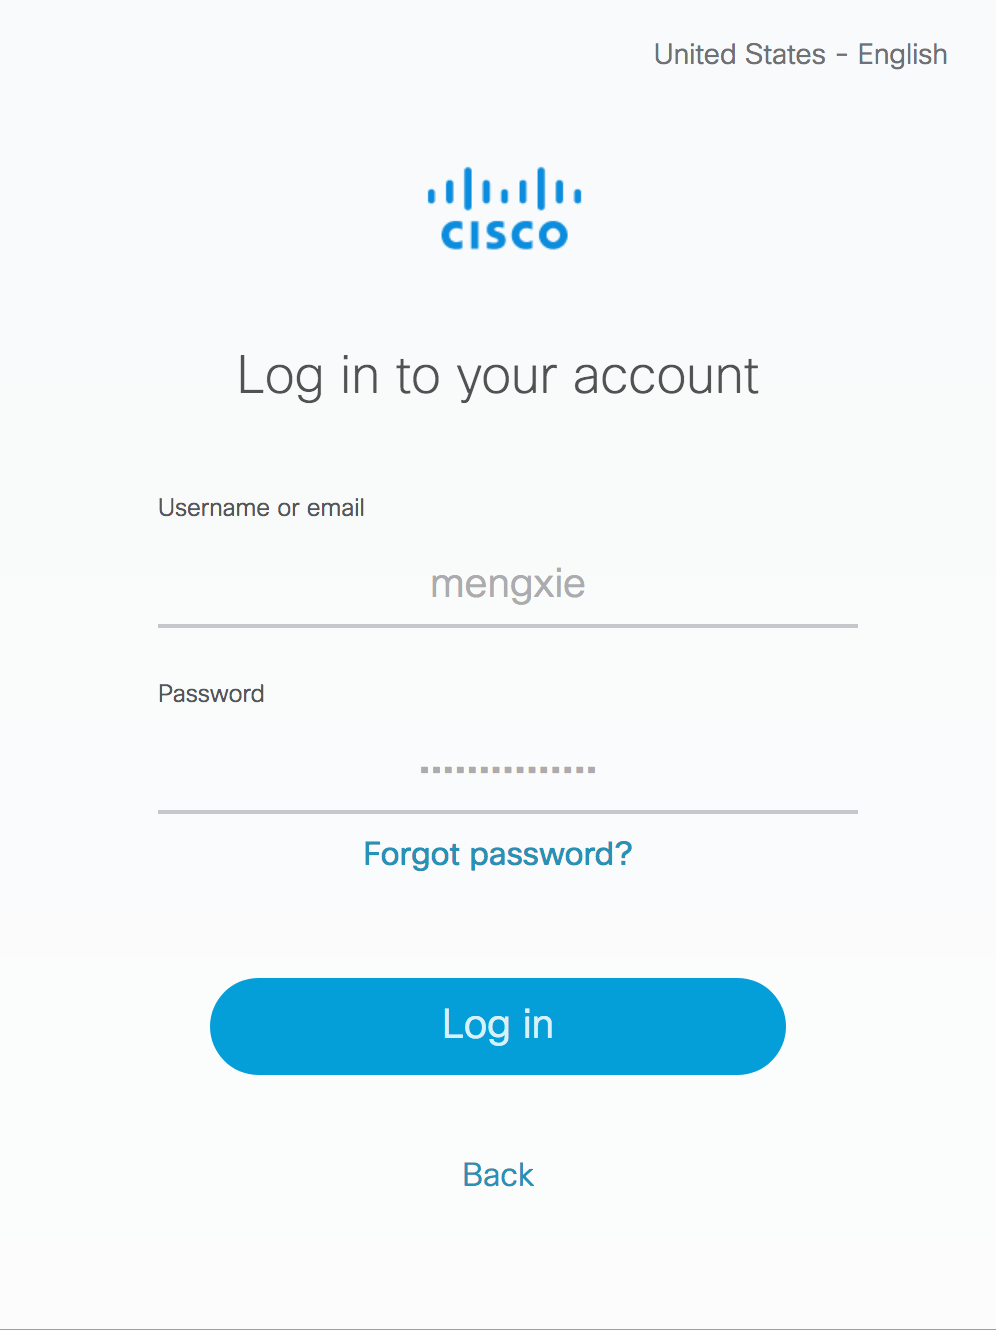 United States - English
CISCO
Log in to your account
Username or email
mengxie
Password
Forgot password?
Log in
Back